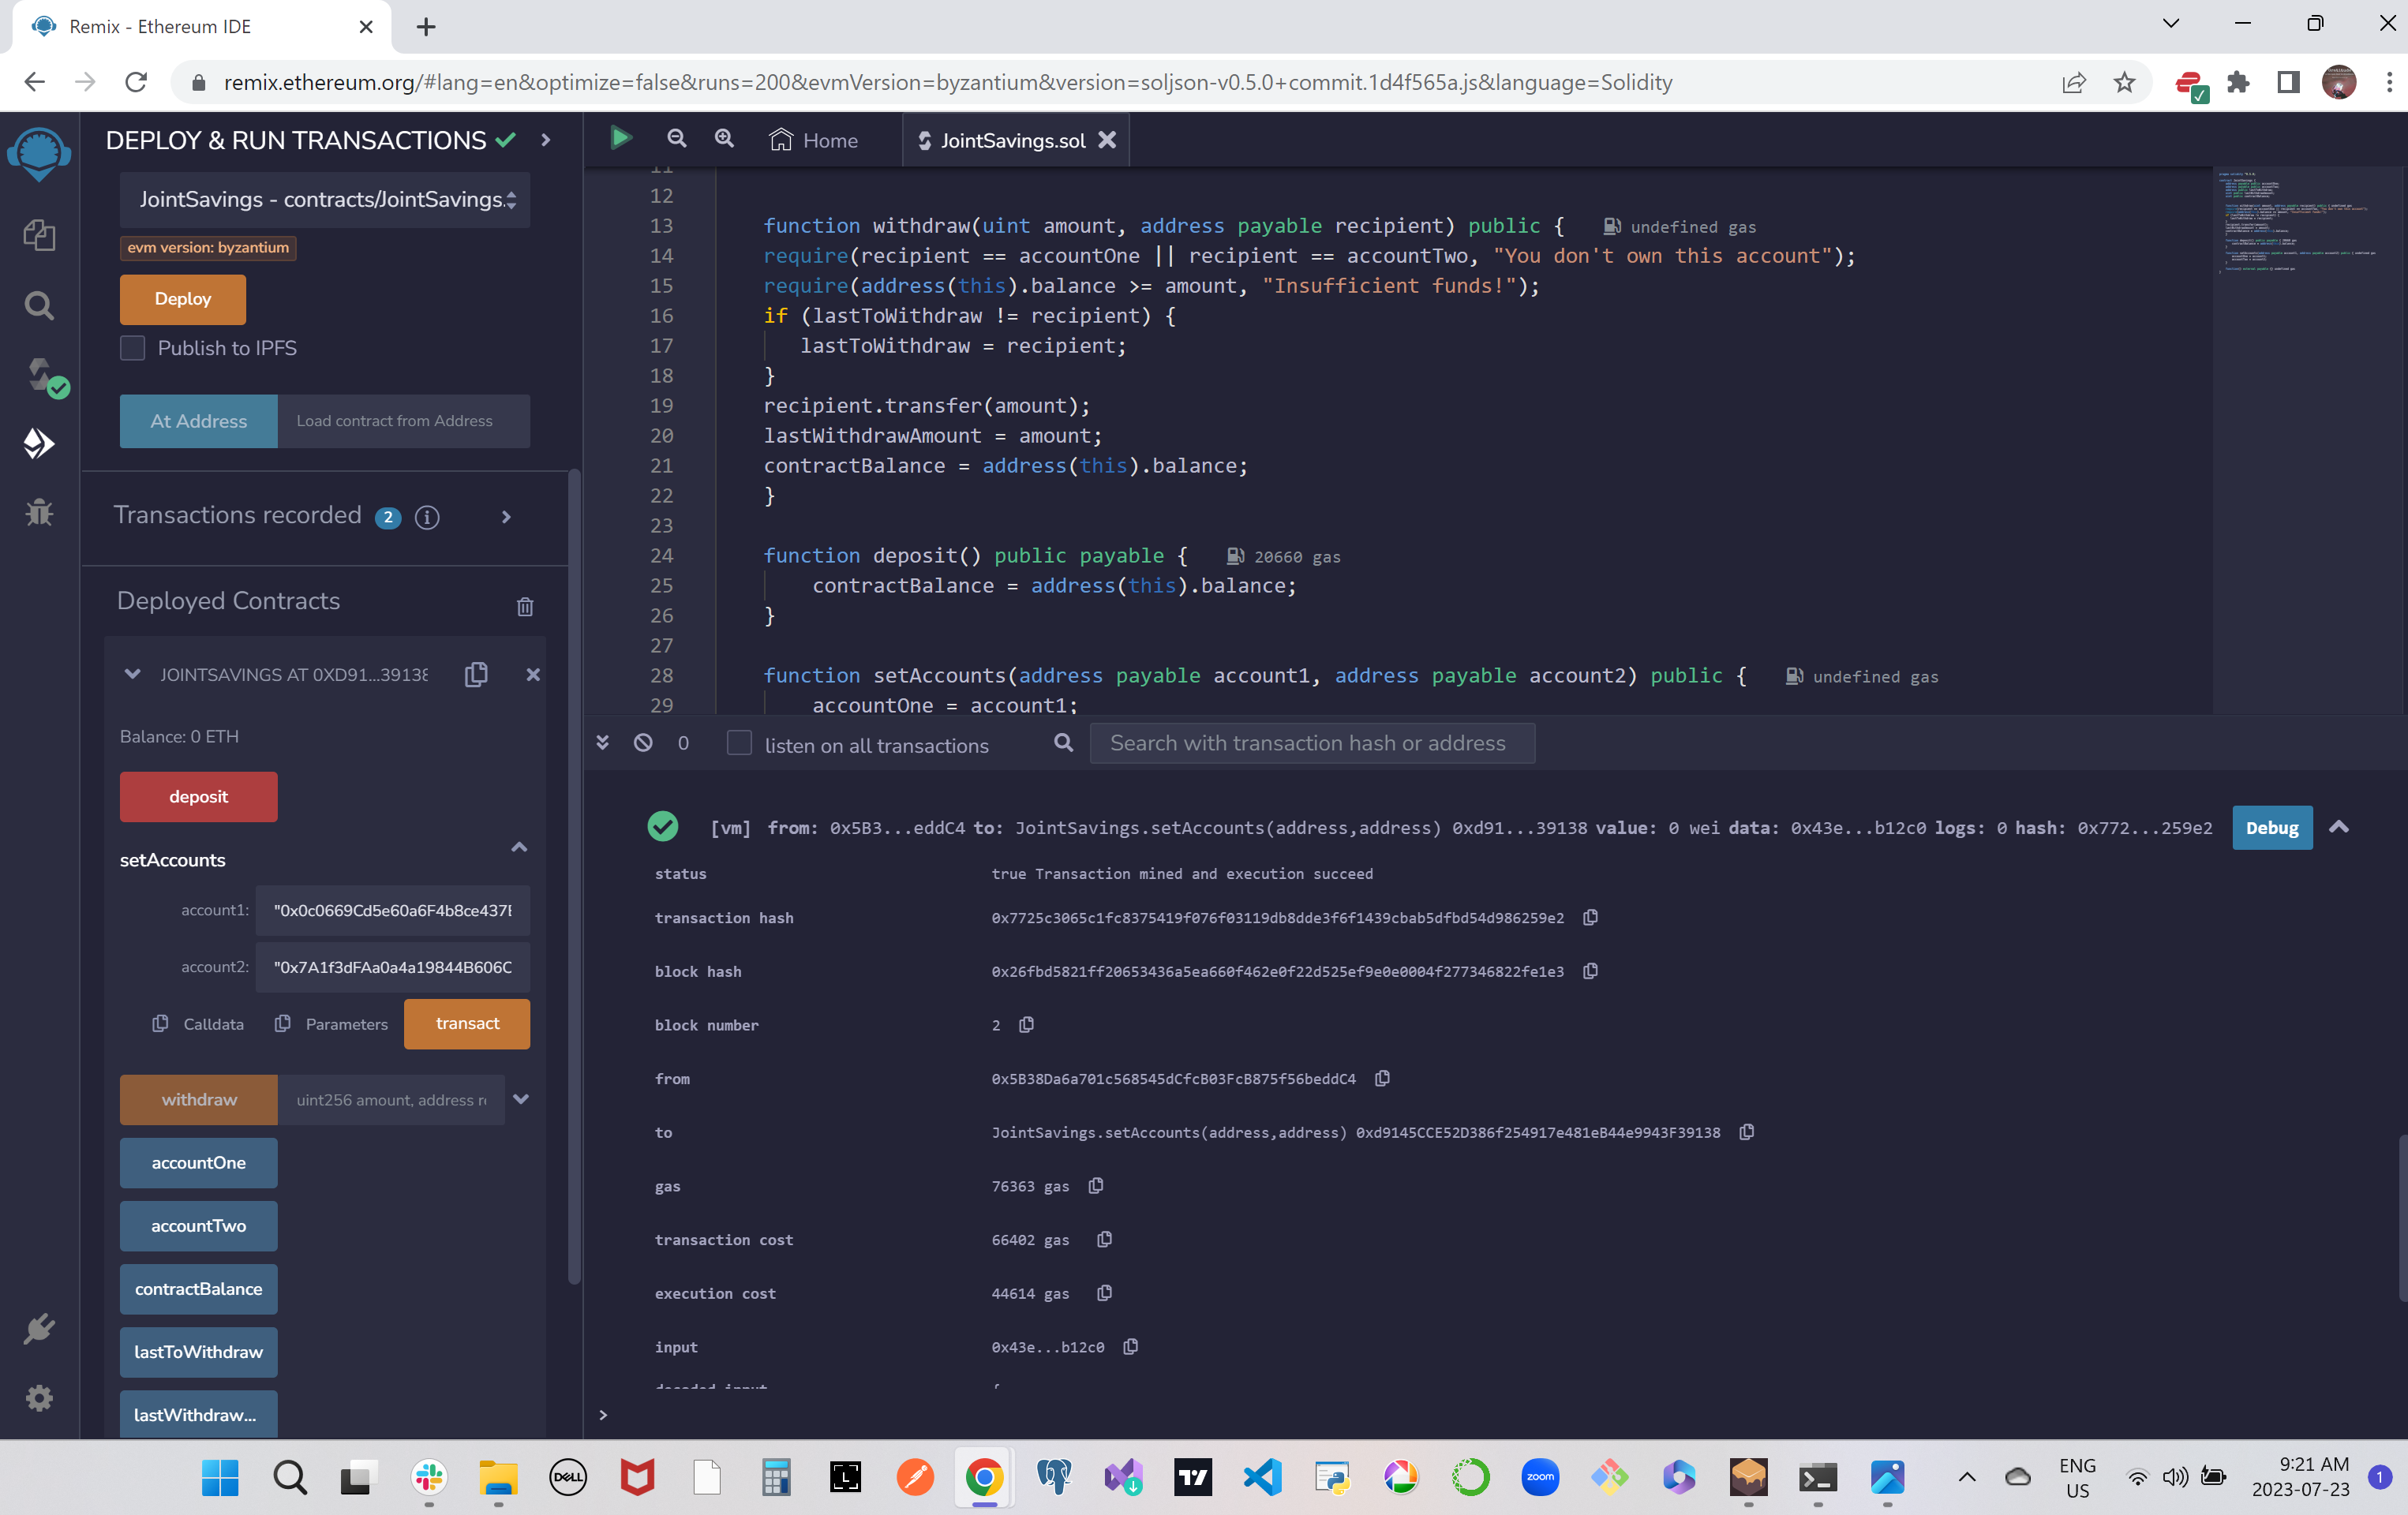 Remix - Ethereum IDE
remix.ethereum.org/#lang=en&optimize=false&runs=200&evmVersion=byzantium&version=soljson-v0.5.0+commit.1d4f565a.js&language=Solidity
DEPLOY & RUN TRANSACTIONS
JointSavings - contracts/JointSavings.
evm version: byzantium
Deploy
Publish to IPFS
At Address
Load contract from Address
Transactions recorded 2
Deployed Contracts
JOINTSAVINGS AT 0XD91...39138
Balance: 0 ETH
deposit
setAccounts
account1: "0x0c0669Cd5e60a6F4b8ce437E
account2: "0x7A1f3dFAa0a4a19844B606C
Calldata
Parameters
transact
withdraw
uint256 amount, address re
accountOne
accountTwo
contractBalance
lastToWithdraw
lastWithdraw...
Home
JointSavings.sol
11
12
13 function withdraw(uint amount, address payable recipient) public { undefined gas
14 require(recipient == accountOne || recipient == accountTwo, "You don't own this account");
15 require(address(this).balance >= amount, "Insufficient funds!");
16 if (lastToWithdraw != recipient) {
17 lastToWithdraw = recipient;
18 }
19 recipient.transfer(amount);
20 lastWithdrawAmount = amount;
21 contractBalance = address(this).balance;
22 }
23
24 function deposit() public payable { 20660 gas
25 contractBalance = address(this).balance;
26 }
27
28 function setAccounts(address payable account1, address payable account2) public { undefined gas
29 accountOne = account1;
0
listen on all transactions
Search with transaction hash or address
[vm] from: 0x5B3...eddC4 to: JointSavings.setAccounts(address,address) 0xd91...39138 value: 0 wei data: 0x43e...b12c0 logs: 0 hash: 0x772...259e2
Debug
status true Transaction mined and execution succeed
transaction hash 0x7725c3065c1fc8375419f076f03119db8dde3f6f1439cbab5dfbd54d986259e2
block hash 0x26fbd5821ff20653436a5ea660f462e0f22d525ef9e0e0004f277346822fe1e3
block number 2
from 0x5B38Da6a701c568545dCfcB03FcB875f56beddC4
to JointSavings.setAccounts(address,address) 0xd9145CCE52D386f254917e481eB44e9943F39138
gas 76363 gas
transaction cost 66402 gas
execution cost 44614 gas
input 0x43e...b12c0
decoded input {
>
DELL
L
zoom
ENG
US
9:21 AM
2023-07-23
1